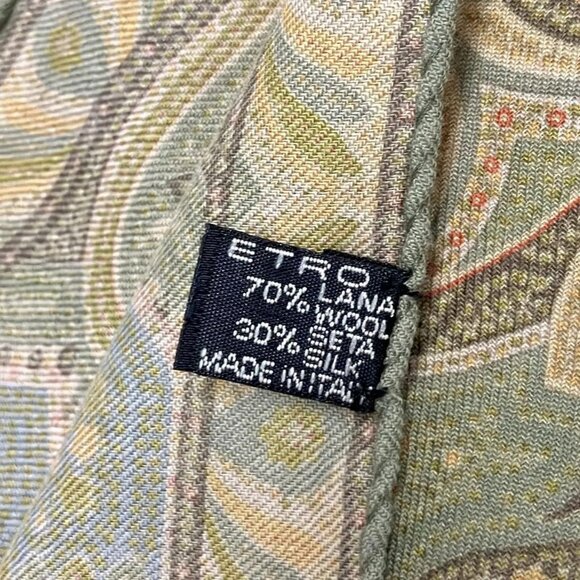 ETRO
70% LANA
WOOL
30% SETA
SILK
MADE IN ITALY